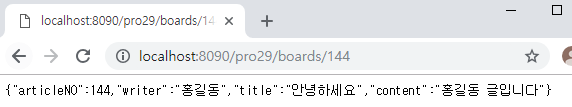 localhost:8090/pro29/boards/144
localhost:8090/pro29/boards/144
{"articleNO":144,"writer":"홍길동","title":"안녕하세요","content":"홍길동 글입니다"}